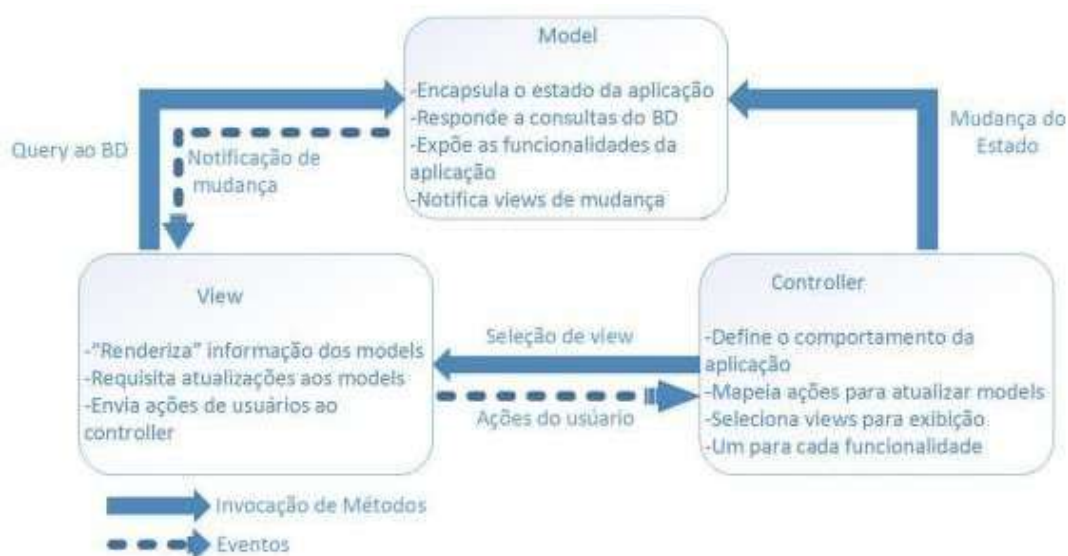 Model
-Encapsula o estado da aplicação
-Responde a consultas do BD
-Expõe as funcionalidades da
aplicação
-Notifica views de mudança
Query ao BD
Notificação de
mudança
Mudança do
Estado
View
-"Renderiza" informação dos models
-Requisita atualizações aos models
-Envia ações de usuários ao
controller
Seleção de view
Ações do usúario
Controller
-Define o comportamento da
aplicação
-Mapeia ações para atualizar models
-Seleciona views para exibição
-Um para cada funcionalidade
Invocação de Métodos
Eventos